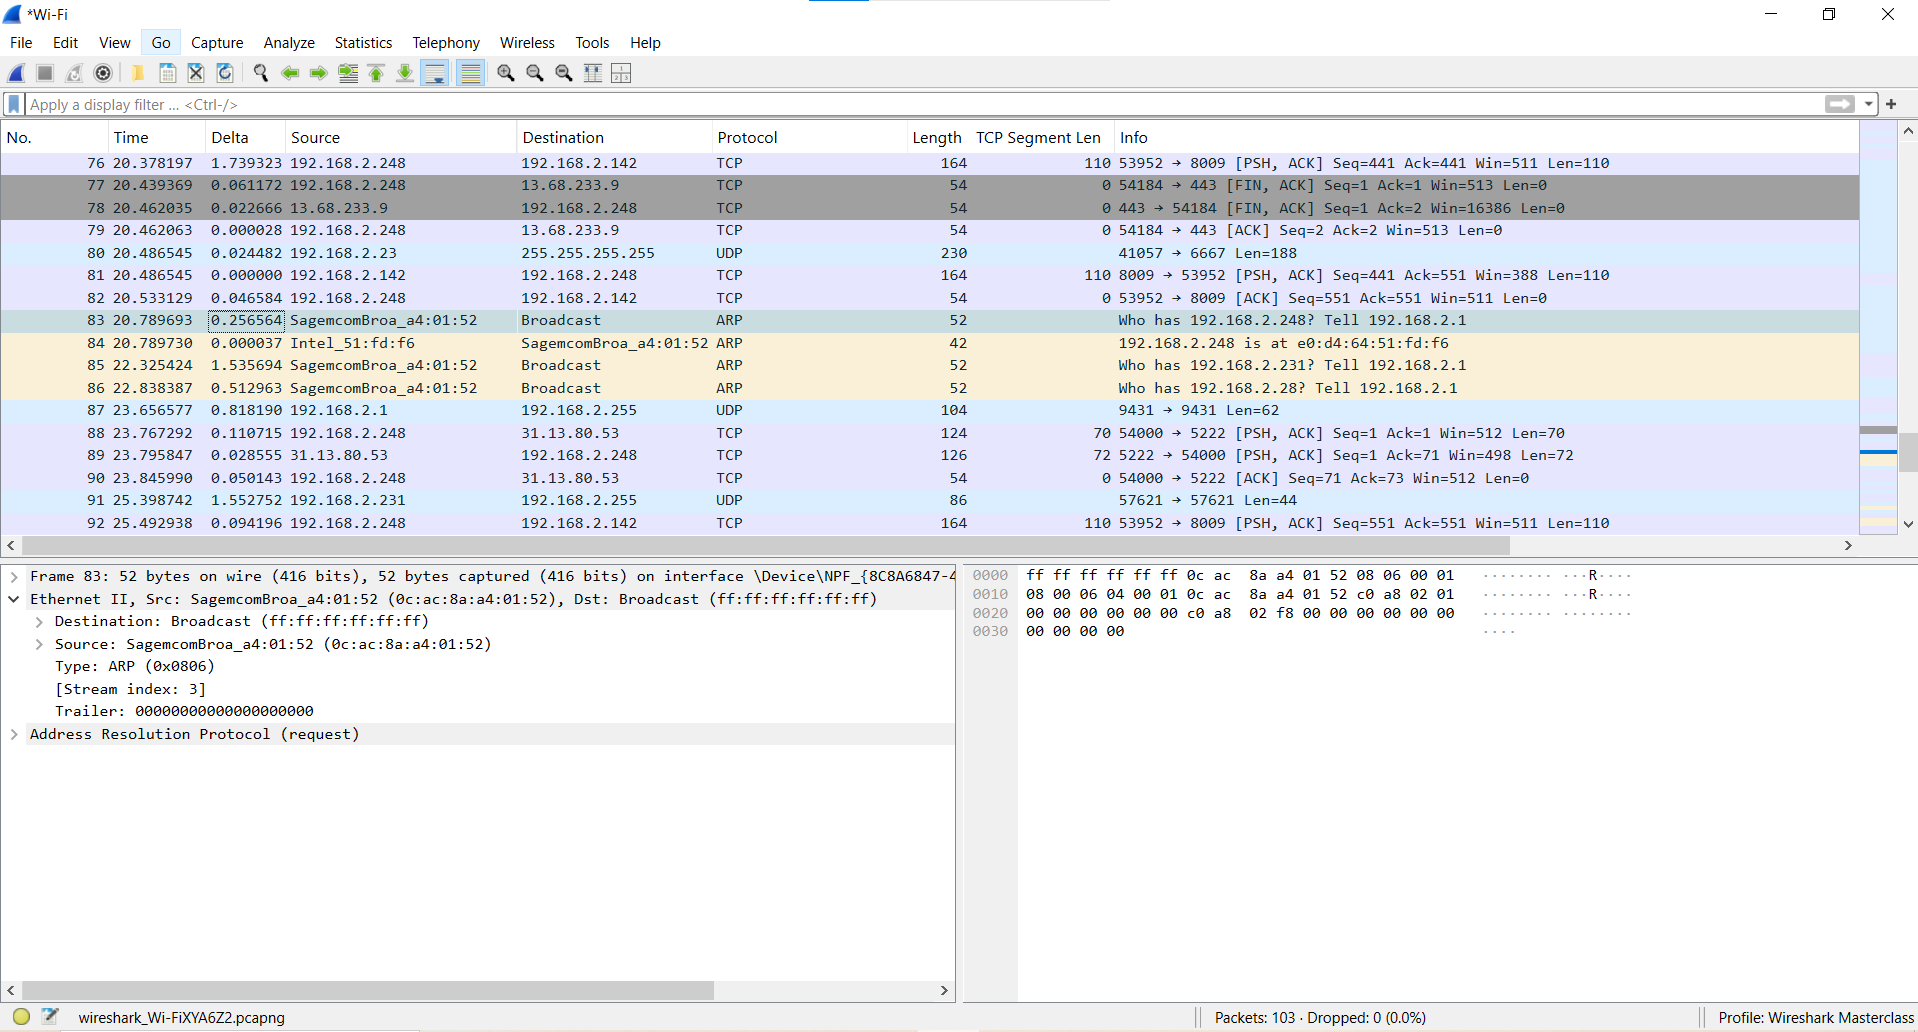 *Wi-Fi
File Edit View Go Capture Analyze Statistics Telephony Wireless Tools Help
Apply a display filter ... <Ctrl-/>
No. Time Delta Source Destination Protocol Length TCP Segment Len Info
76 20.378197 1.739323 192.168.2.248 192.168.2.142 TCP 164 110 53952 → 8009 [PSH, ACK] Seq=441 Ack=441 Win=511 Len=110
77 20.439369 0.061172 192.168.2.248 13.68.233.9 TCP 54 0 54184 → 443 [FIN, ACK] Seq=1 Ack=1 Win=513 Len=0
78 20.462035 0.022666 13.68.233.9 192.168.2.248 TCP 54 0 443 → 54184 [FIN, ACK] Seq=1 Ack=2 Win=16386 Len=0
79 20.462063 0.000028 192.168.2.248 13.68.233.9 TCP 54 0 54184 → 443 [ACK] Seq=2 Ack=2 Win=513 Len=0
80 20.486545 0.024482 192.168.2.23 255.255.255.255 UDP 230 41057 → 6667 Len=188
81 20.486545 0.000000 192.168.2.142 192.168.2.248 TCP 164 110 8009 → 53952 [PSH, ACK] Seq=441 Ack=551 Win=388 Len=110
82 20.533129 0.046584 192.168.2.248 192.168.2.142 TCP 54 0 53952 → 8009 [ACK] Seq=551 Ack=551 Win=511 Len=0
83 20.789693 0.256564 SagemcomBroa_a4:01:52 Broadcast ARP 52 Who has 192.168.2.248? Tell 192.168.2.1
84 20.789730 0.000037 Intel_51:fd:f6 SagemcomBroa_a4:01:52 ARP 42 192.168.2.248 is at e0:d4:64:51:fd:f6
85 22.325424 1.535694 SagemcomBroa_a4:01:52 Broadcast ARP 52 Who has 192.168.2.231? Tell 192.168.2.1
86 22.838387 0.512963 SagemcomBroa_a4:01:52 Broadcast ARP 52 Who has 192.168.2.28? Tell 192.168.2.1
87 23.656577 0.818190 192.168.2.1 192.168.2.255 UDP 104 9431 → 9431 Len=62
88 23.767292 0.110715 192.168.2.248 31.13.80.53 TCP 124 70 54000 → 5222 [PSH, ACK] Seq=1 Ack=1 Win=512 Len=70
89 23.795847 0.028555 31.13.80.53 192.168.2.248 TCP 126 72 5222 → 54000 [PSH, ACK] Seq=1 Ack=71 Win=498 Len=72
90 23.845990 0.050143 192.168.2.248 31.13.80.53 TCP 54 0 54000 → 5222 [ACK] Seq=71 Ack=73 Win=512 Len=0
91 25.398742 1.552752 192.168.2.231 192.168.2.255 UDP 86 57621 → 57621 Len=44
92 25.492938 0.094196 192.168.2.248 192.168.2.142 TCP 164 110 53952 → 8009 [PSH, ACK] Seq=551 Ack=551 Win=511 Len=110
Frame 83: 52 bytes on wire (416 bits), 52 bytes captured (416 bits) on interface \Device\NPF_{8C8A6847-4
Ethernet II, Src: SagemcomBroa_a4:01:52 (0c:ac:8a:a4:01:52), Dst: Broadcast (ff:ff:ff:ff:ff:ff)
Destination: Broadcast (ff:ff:ff:ff:ff:ff)
Source: SagemcomBroa_a4:01:52 (0c:ac:8a:a4:01:52)
Type: ARP (0x0806)
[Stream index: 3]
Trailer: 00000000000000000000
Address Resolution Protocol (request)
0000 ff ff ff ff ff ff 0c ac 8a a4 01 52 08 06 00 01 ········ ···R····
0010 08 00 06 04 00 01 0c ac 8a a4 01 52 c0 a8 02 01 ········ ···R····
0020 00 00 00 00 00 00 c0 a8 02 f8 00 00 00 00 00 00 ········ ········
0030 00 00 00 00 ····
wireshark_Wi-FiXYA6Z2.pcapng
Packets: 103 · Dropped: 0 (0.0%)
Profile: Wireshark Masterclass